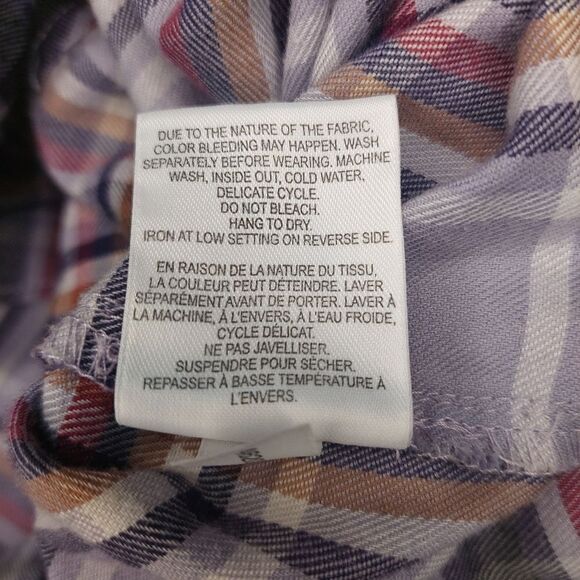 DUE TO THE NATURE OF THE FABRIC,
COLOR BLEEDING MAY HAPPEN. WASH
SEPARATELY BEFORE WEARING. MACHINE
WASH, INSIDE OUT, COLD WATER.
DELICATE CYCLE.
DO NOT BLEACH.
HANG TO DRY.
IRON AT LOW SETTING ON REVERSE SIDE.
EN RAISON DE LA NATURE DU TISSU,
LA COULEUR PEUT DÉTEINDRE. LAVER
SÉPARÉMENT AVANT DE PORTER. LAVER À
LA MACHINE, À L'ENVERS, À L'EAU FROIDE,
CYCLE DÉLICAT.
NE PAS JAVELLISER.
SUSPENDRE POUR SÉCHER.
REPASSER À BASSE TEMPÉRATURE À
L'ENVERS.